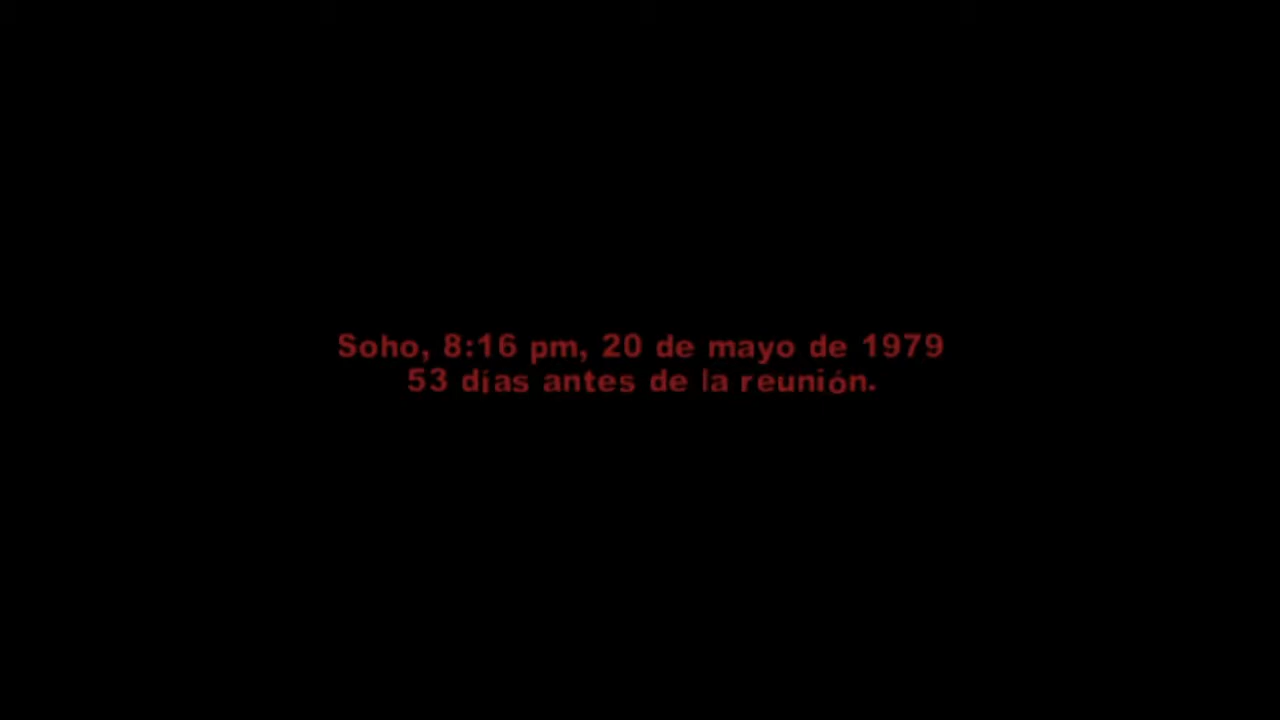 Soho, 8:16 pm, 20 de mayo de 1979
53 días antes de la reunión.